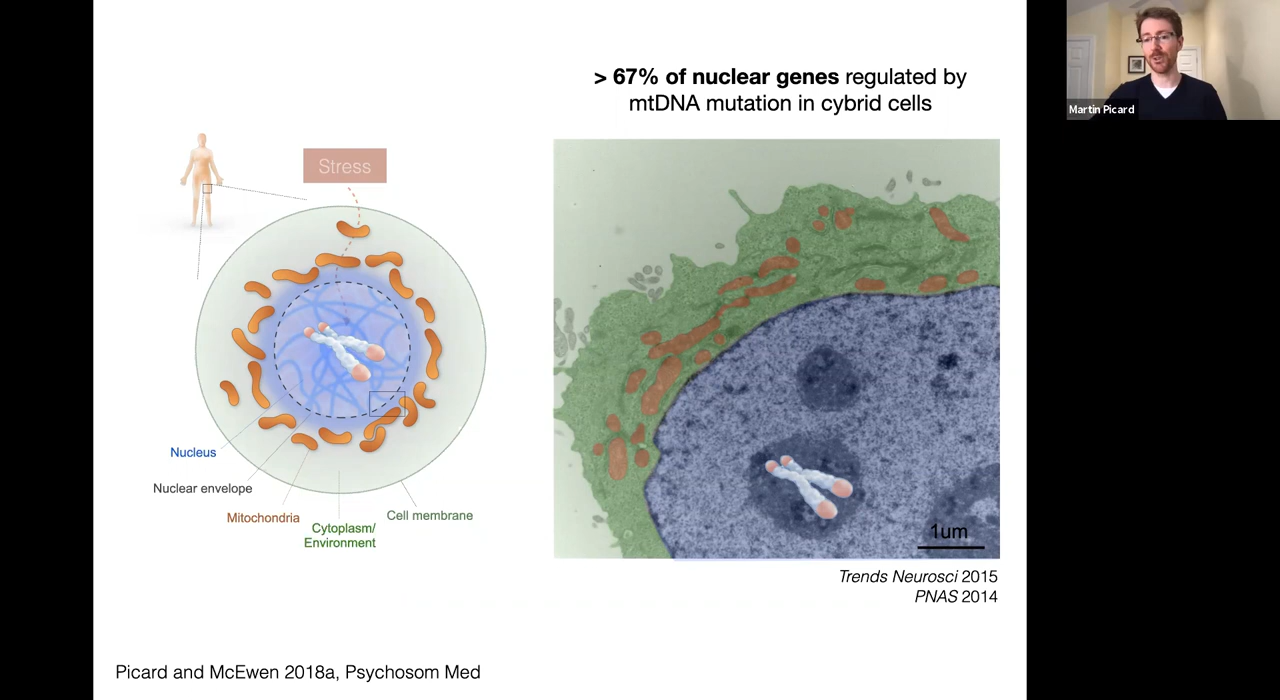 > 67% of nuclear genes regulated by
mtDNA mutation in cybrid cells
Stress
Nucleus
Nuclear envelope
Mitochondria
Cytoplasm/
Environment
Cell membrane
1um
Trends Neurosci 2015
PNAS 2014
Picard and McEwen 2018a, Psychosom Med
Martin Picard